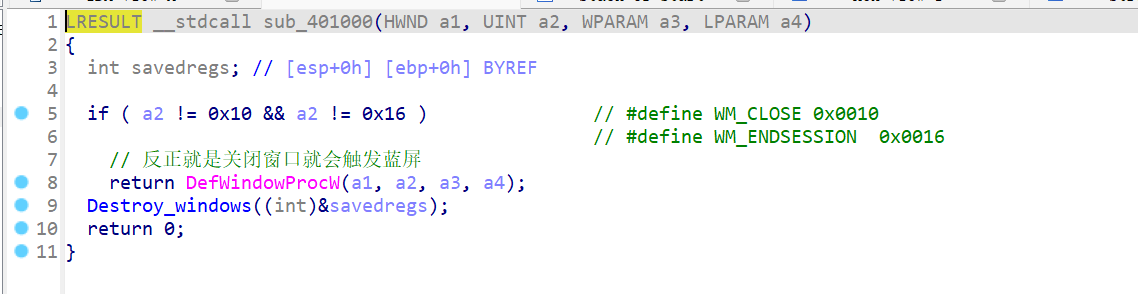 1 LRESULT __stdcall sub_401000(HWND a1, UINT a2, WPARAM a3, LPARAM a4)
2 {
3 int savedregs; // [esp+0h] [ebp+0h] BYREF
4
5 if ( a2 != 0x10 && a2 != 0x16 ) // #define WM_CLOSE 0x0010
6 // #define WM_ENDSESSION 0x0016
7 // 反正就是关闭窗口就会触发蓝屏
8 return DefWindowProcW(a1, a2, a3, a4);
9 Destroy_windows((int)&savedregs);
10 return 0;
11 }